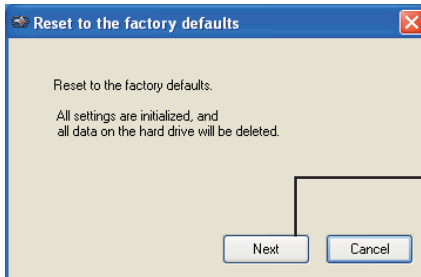 Reset to the factory defaults
Reset to the factory defaults.
All settings are initialized, and
all data on the hard drive will be deleted.
Next
Cancel